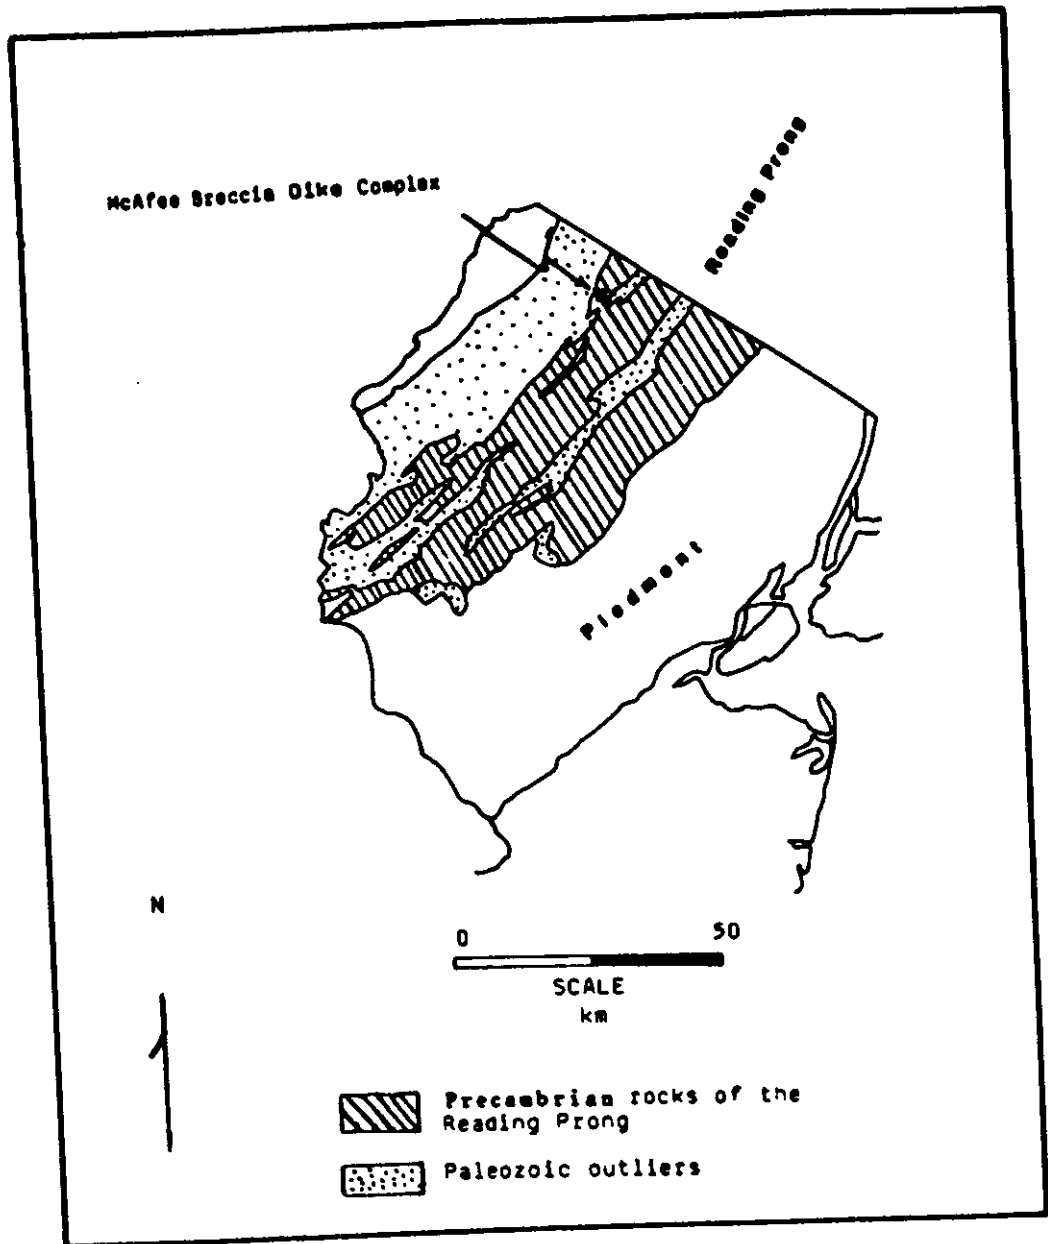 McAfee Breccia Dike Complex
Reading Prong
Piedmont
N
0 50
SCALE
km
Precambrian rocks of the
Reading Prong
Paleozoic outliers